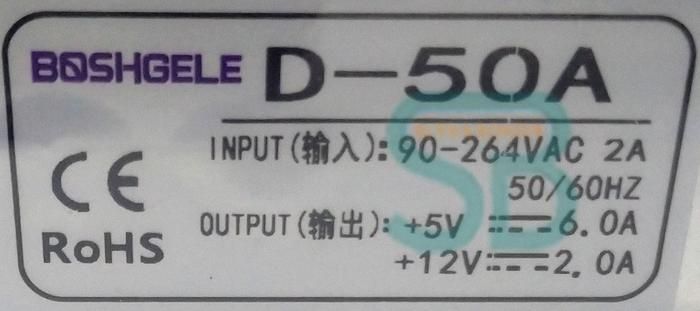 BOSHGELE D-50A
INPUT(输入):90-264VAC 2A
50/60HZ
CE
RoHS
OUTPUT(输出):+5V ⎓6.0A
+12V⎓2.0A